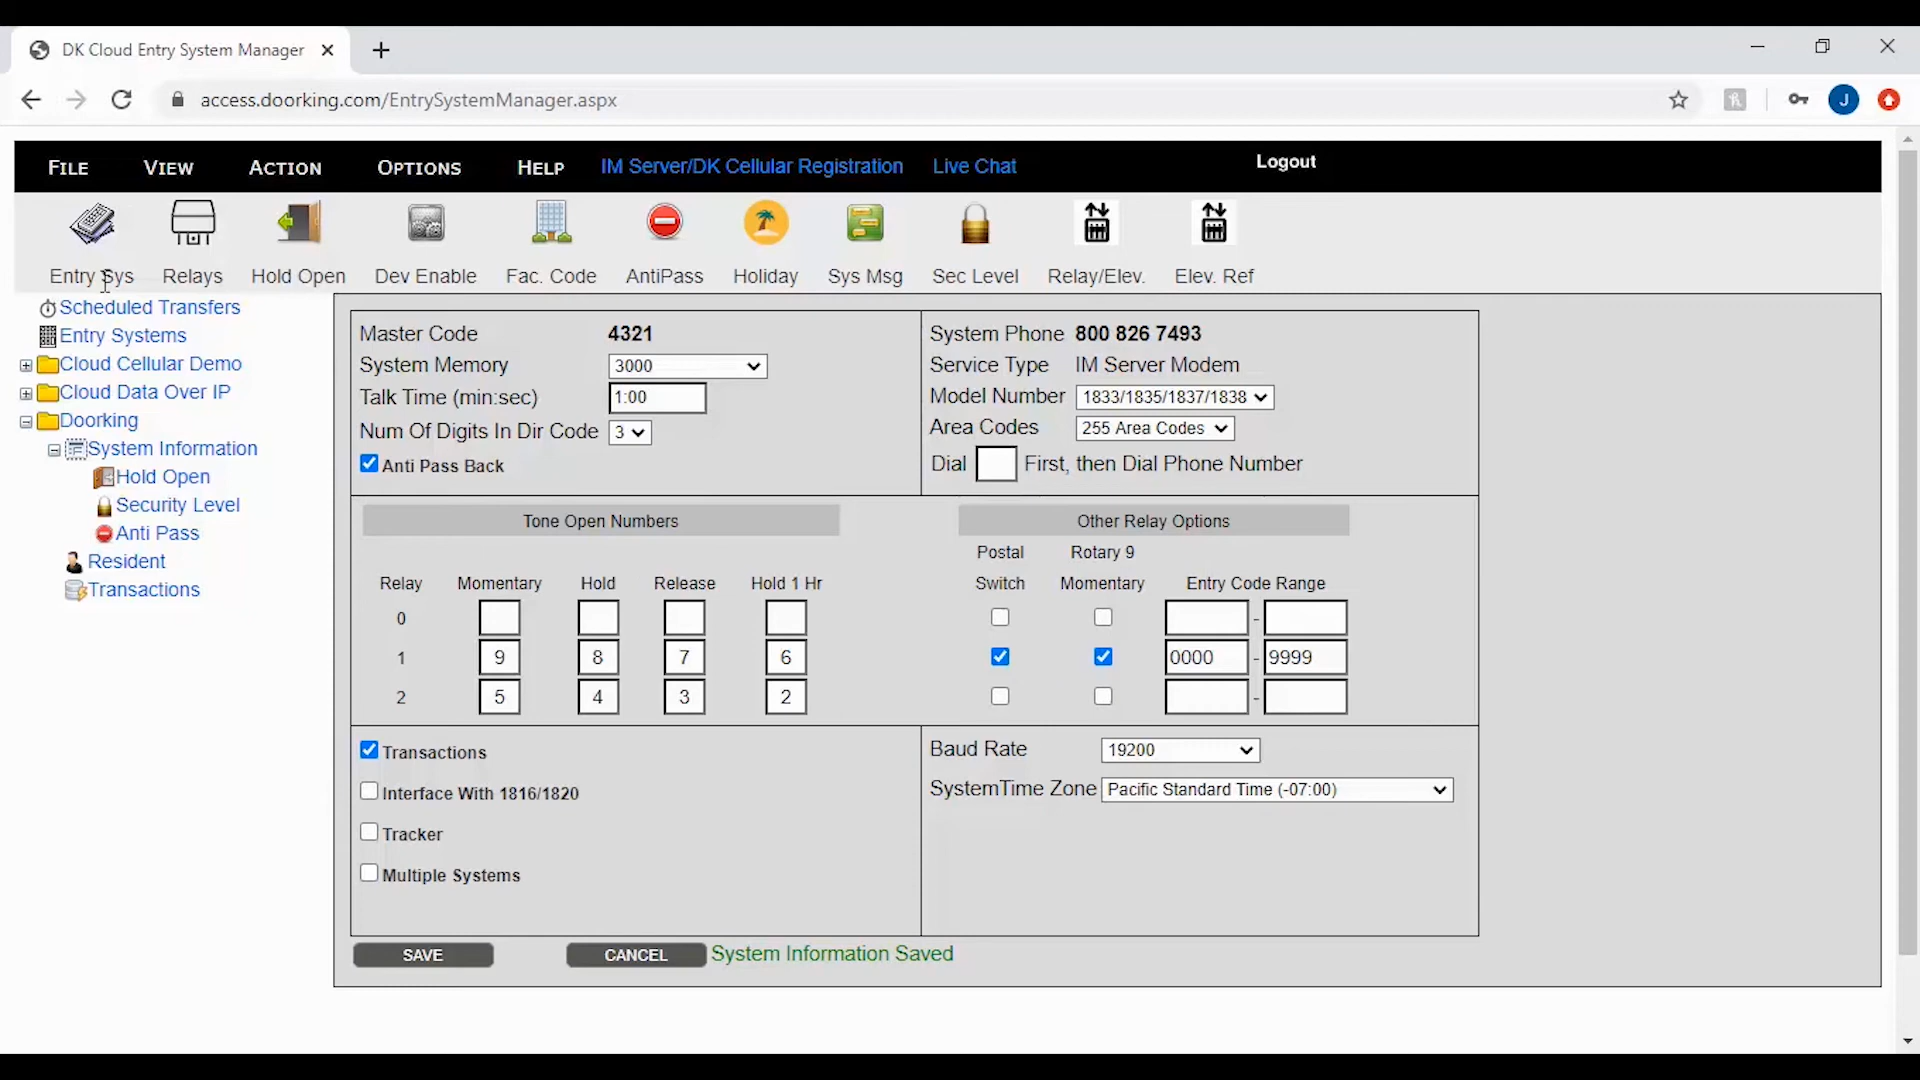 DK Cloud Entry System Manager
access.doorking.com/EntrySystemManager.aspx
J
FILE VIEW ACTION OPTIONS HELP IM Server/DK Cellular Registration Live Chat Logout
Entry Sys Relays Hold Open Dev Enable Fac. Code AntiPass Holiday Sys Msg Sec Level Relay/Elev. Elev. Ref
Scheduled Transfers
Entry Systems
Cloud Cellular Demo
Cloud Data Over IP
Doorking
System Information
Hold Open
Security Level
Anti Pass
Resident
Transactions
Master Code 4321
System Memory 3000
Talk Time (min:sec) 1:00
Num Of Digits In Dir Code 3
Anti Pass Back
System Phone 800 826 7493
Service Type IM Server Modem
Model Number 1833/1835/1837/1838
Area Codes 255 Area Codes
Dial First, then Dial Phone Number
Tone Open Numbers
Relay Momentary Hold Release Hold 1 Hr
0
1 9 8 7 6
2 5 4 3 2
Other Relay Options
Postal Rotary 9
Switch Momentary Entry Code Range
-
0000 - 9999
-
Transactions
Interface With 1816/1820
Tracker
Multiple Systems
Baud Rate 19200
SystemTime Zone Pacific Standard Time (-07:00)
SAVE CANCEL System Information Saved